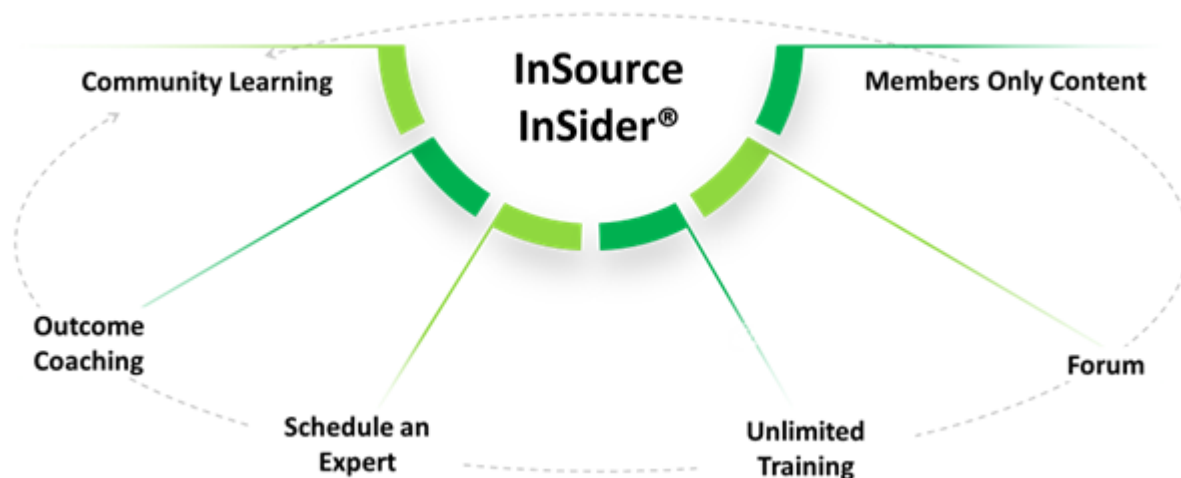 InSource
InSider®
Community Learning
Members Only Content
Outcome
Coaching
Forum
Schedule an
Expert
Unlimited
Training